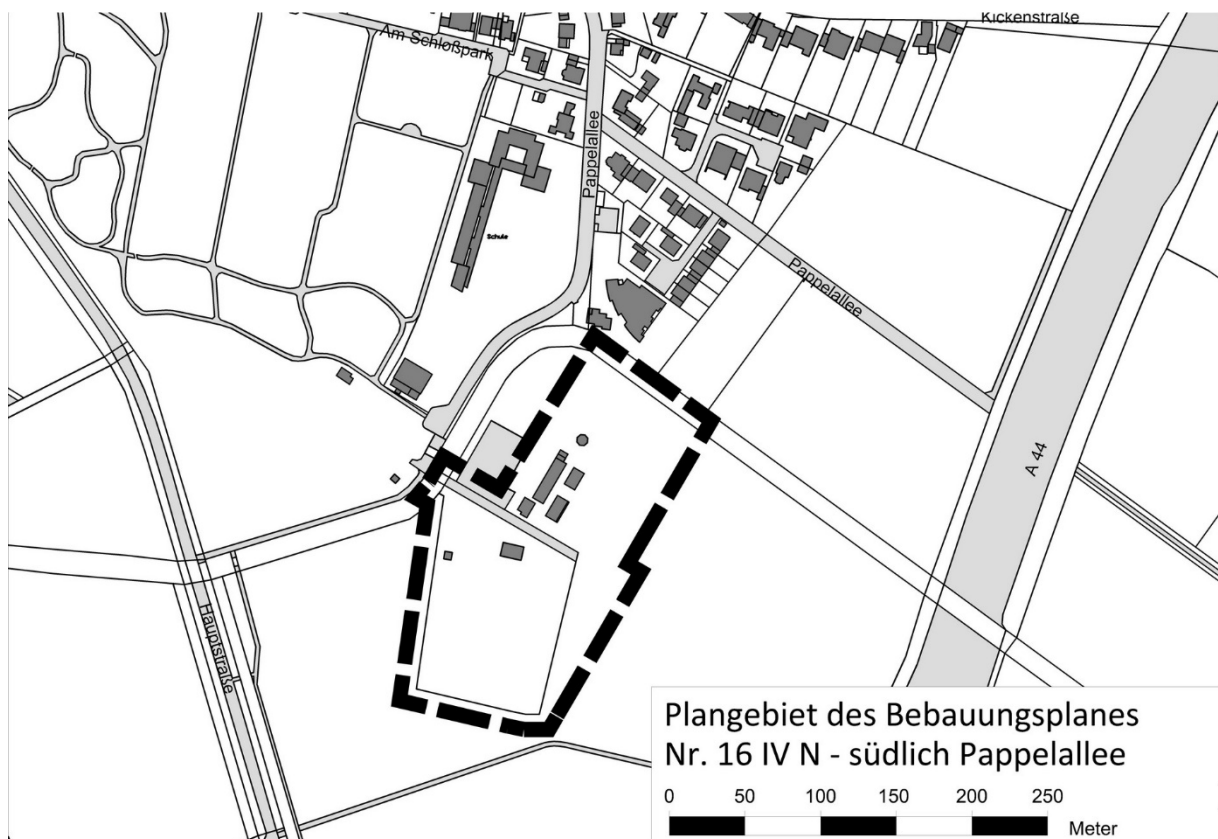 Kickenstraße
Am Schloßpark
Pappelallee
Schule
Pappelallee
A 44
Hauptstraße
Plangebiet des Bebauungsplanes
Nr. 16 IV N - südlich Pappelallee
0 50 100 150 200 250
Meter